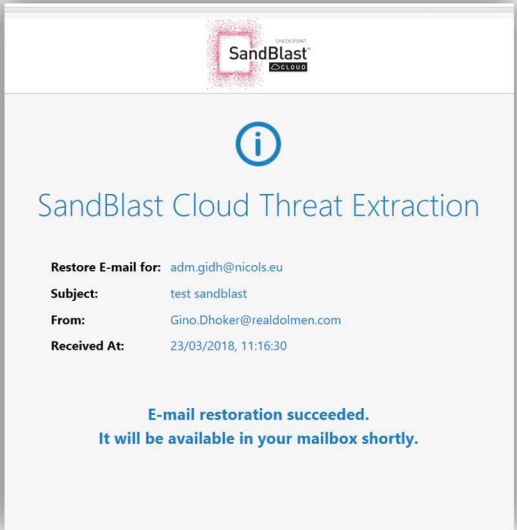 CHECK POINT
SandBlast™
CLOUD
i
SandBlast Cloud Threat Extraction
Restore E-mail for: adm.gidh@nicols.eu
Subject: test sandblast
From: Gino.Dhoker@realdolmen.com
Received At: 23/03/2018, 11:16:30
E-mail restoration succeeded.
It will be available in your mailbox shortly.